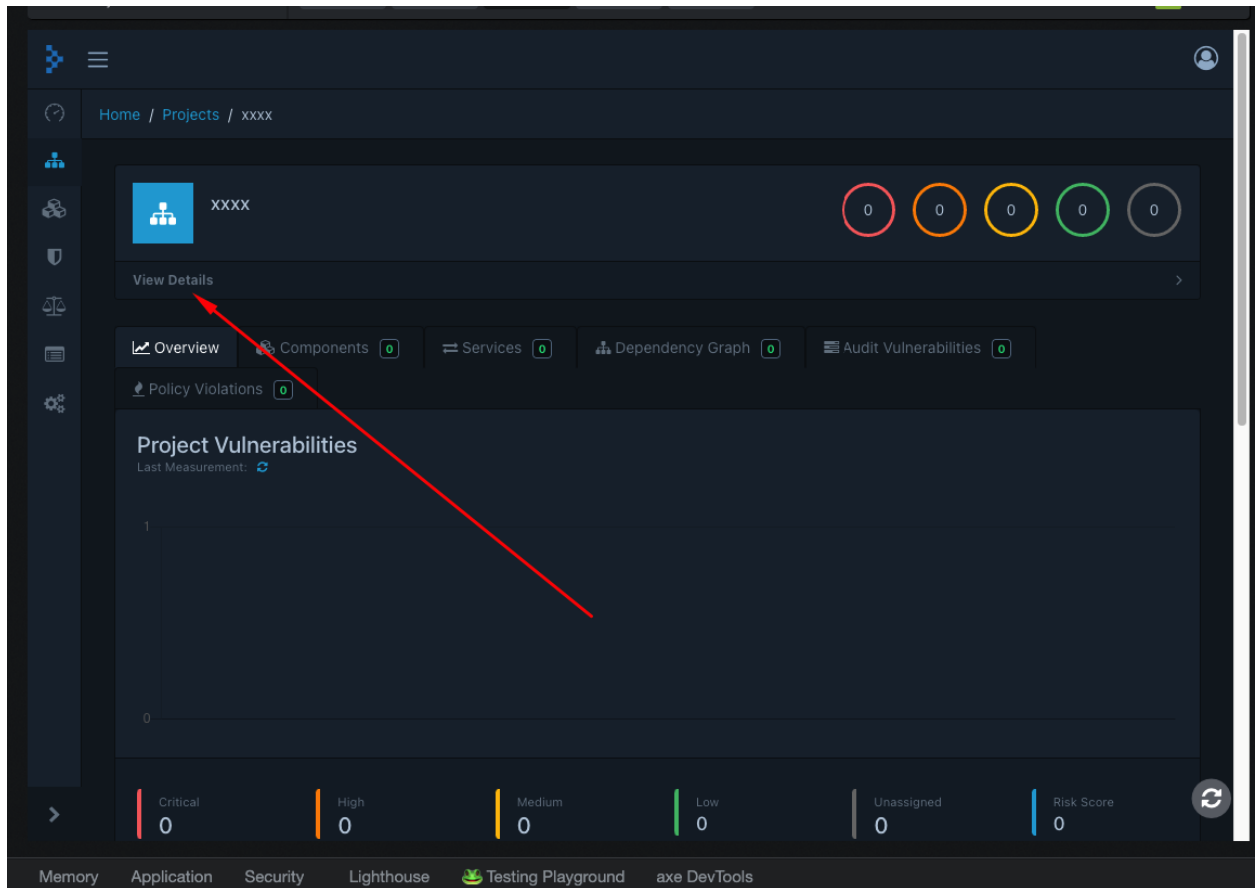 Home / Projects / xxxx
xxxx
0 0 0 0 0
View Details
Overview Components 0 Services 0 Dependency Graph 0 Audit Vulnerabilities 0
Policy Violations 0
Project Vulnerabilities
Last Measurement:
1
0
Critical High Medium Low Unassigned Risk Score
0 0 0 0 0 0
Memory Application Security Lighthouse 🐸 Testing Playground axe DevTools